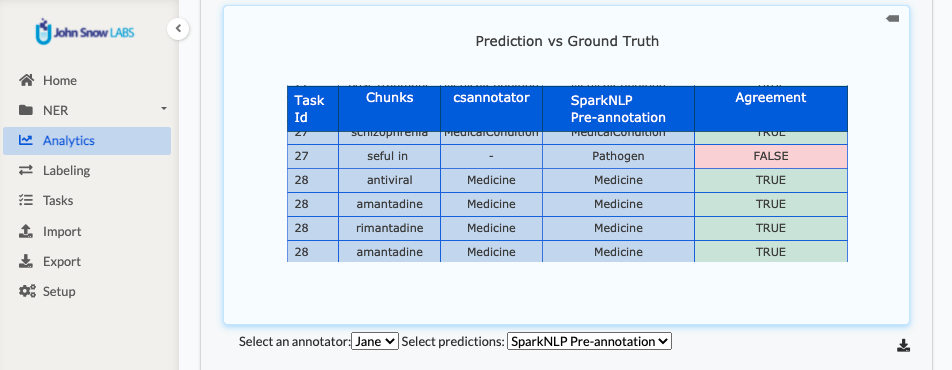 John Snow LABS
Home
NER
Analytics
Labeling
Tasks
Import
Export
Setup
Prediction vs Ground Truth
Task Id Chunks csannotator SparkNLP Pre-annotation Agreement
27 schizophrenia MedicalCondition MedicalCondition TRUE
27 seful in - Pathogen FALSE
28 antiviral Medicine Medicine TRUE
28 amantadine Medicine Medicine TRUE
28 rimantadine Medicine Medicine TRUE
28 amantadine Medicine Medicine TRUE
Select an annotator: Jane Select predictions: SparkNLP Pre-annotation